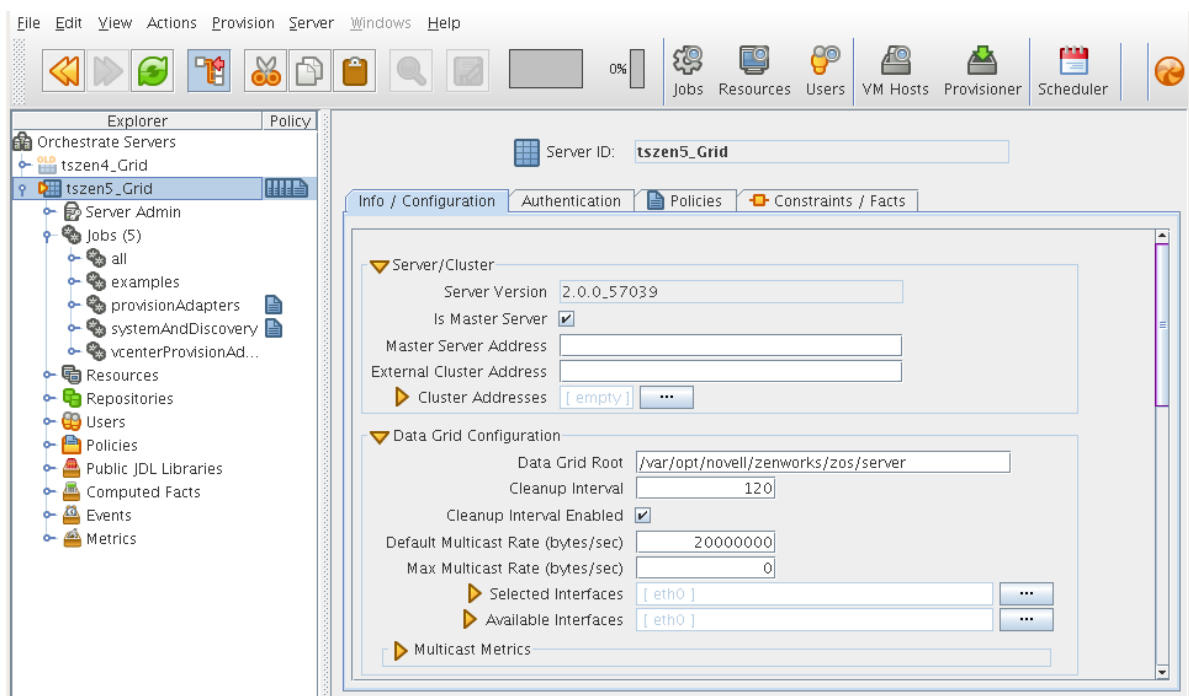 File Edit View Actions Provision Server Windows Help
0%
Jobs Resources Users VM Hosts Provisioner Scheduler
Explorer Policy
Orchestrate Servers
OLD tszen4_Grid
tszen5_Grid
Server Admin
Jobs (5)
all
examples
provisionAdapters
systemAndDiscovery
vcenterProvisionAd...
Resources
Repositories
Users
Policies
Public JDL Libraries
Computed Facts
Events
Metrics
Server ID: tszen5_Grid
Info / Configuration Authentication Policies Constraints / Facts
Server/Cluster
Server Version 2.0.0_57039
Is Master Server
Master Server Address
External Cluster Address
Cluster Addresses [ empty ] ...
Data Grid Configuration
Data Grid Root /var/opt/novell/zenworks/zos/server
Cleanup Interval 120
Cleanup Interval Enabled
Default Multicast Rate (bytes/sec) 20000000
Max Multicast Rate (bytes/sec) 0
Selected Interfaces [ eth0 ] ...
Available Interfaces [ eth0 ] ...
Multicast Metrics